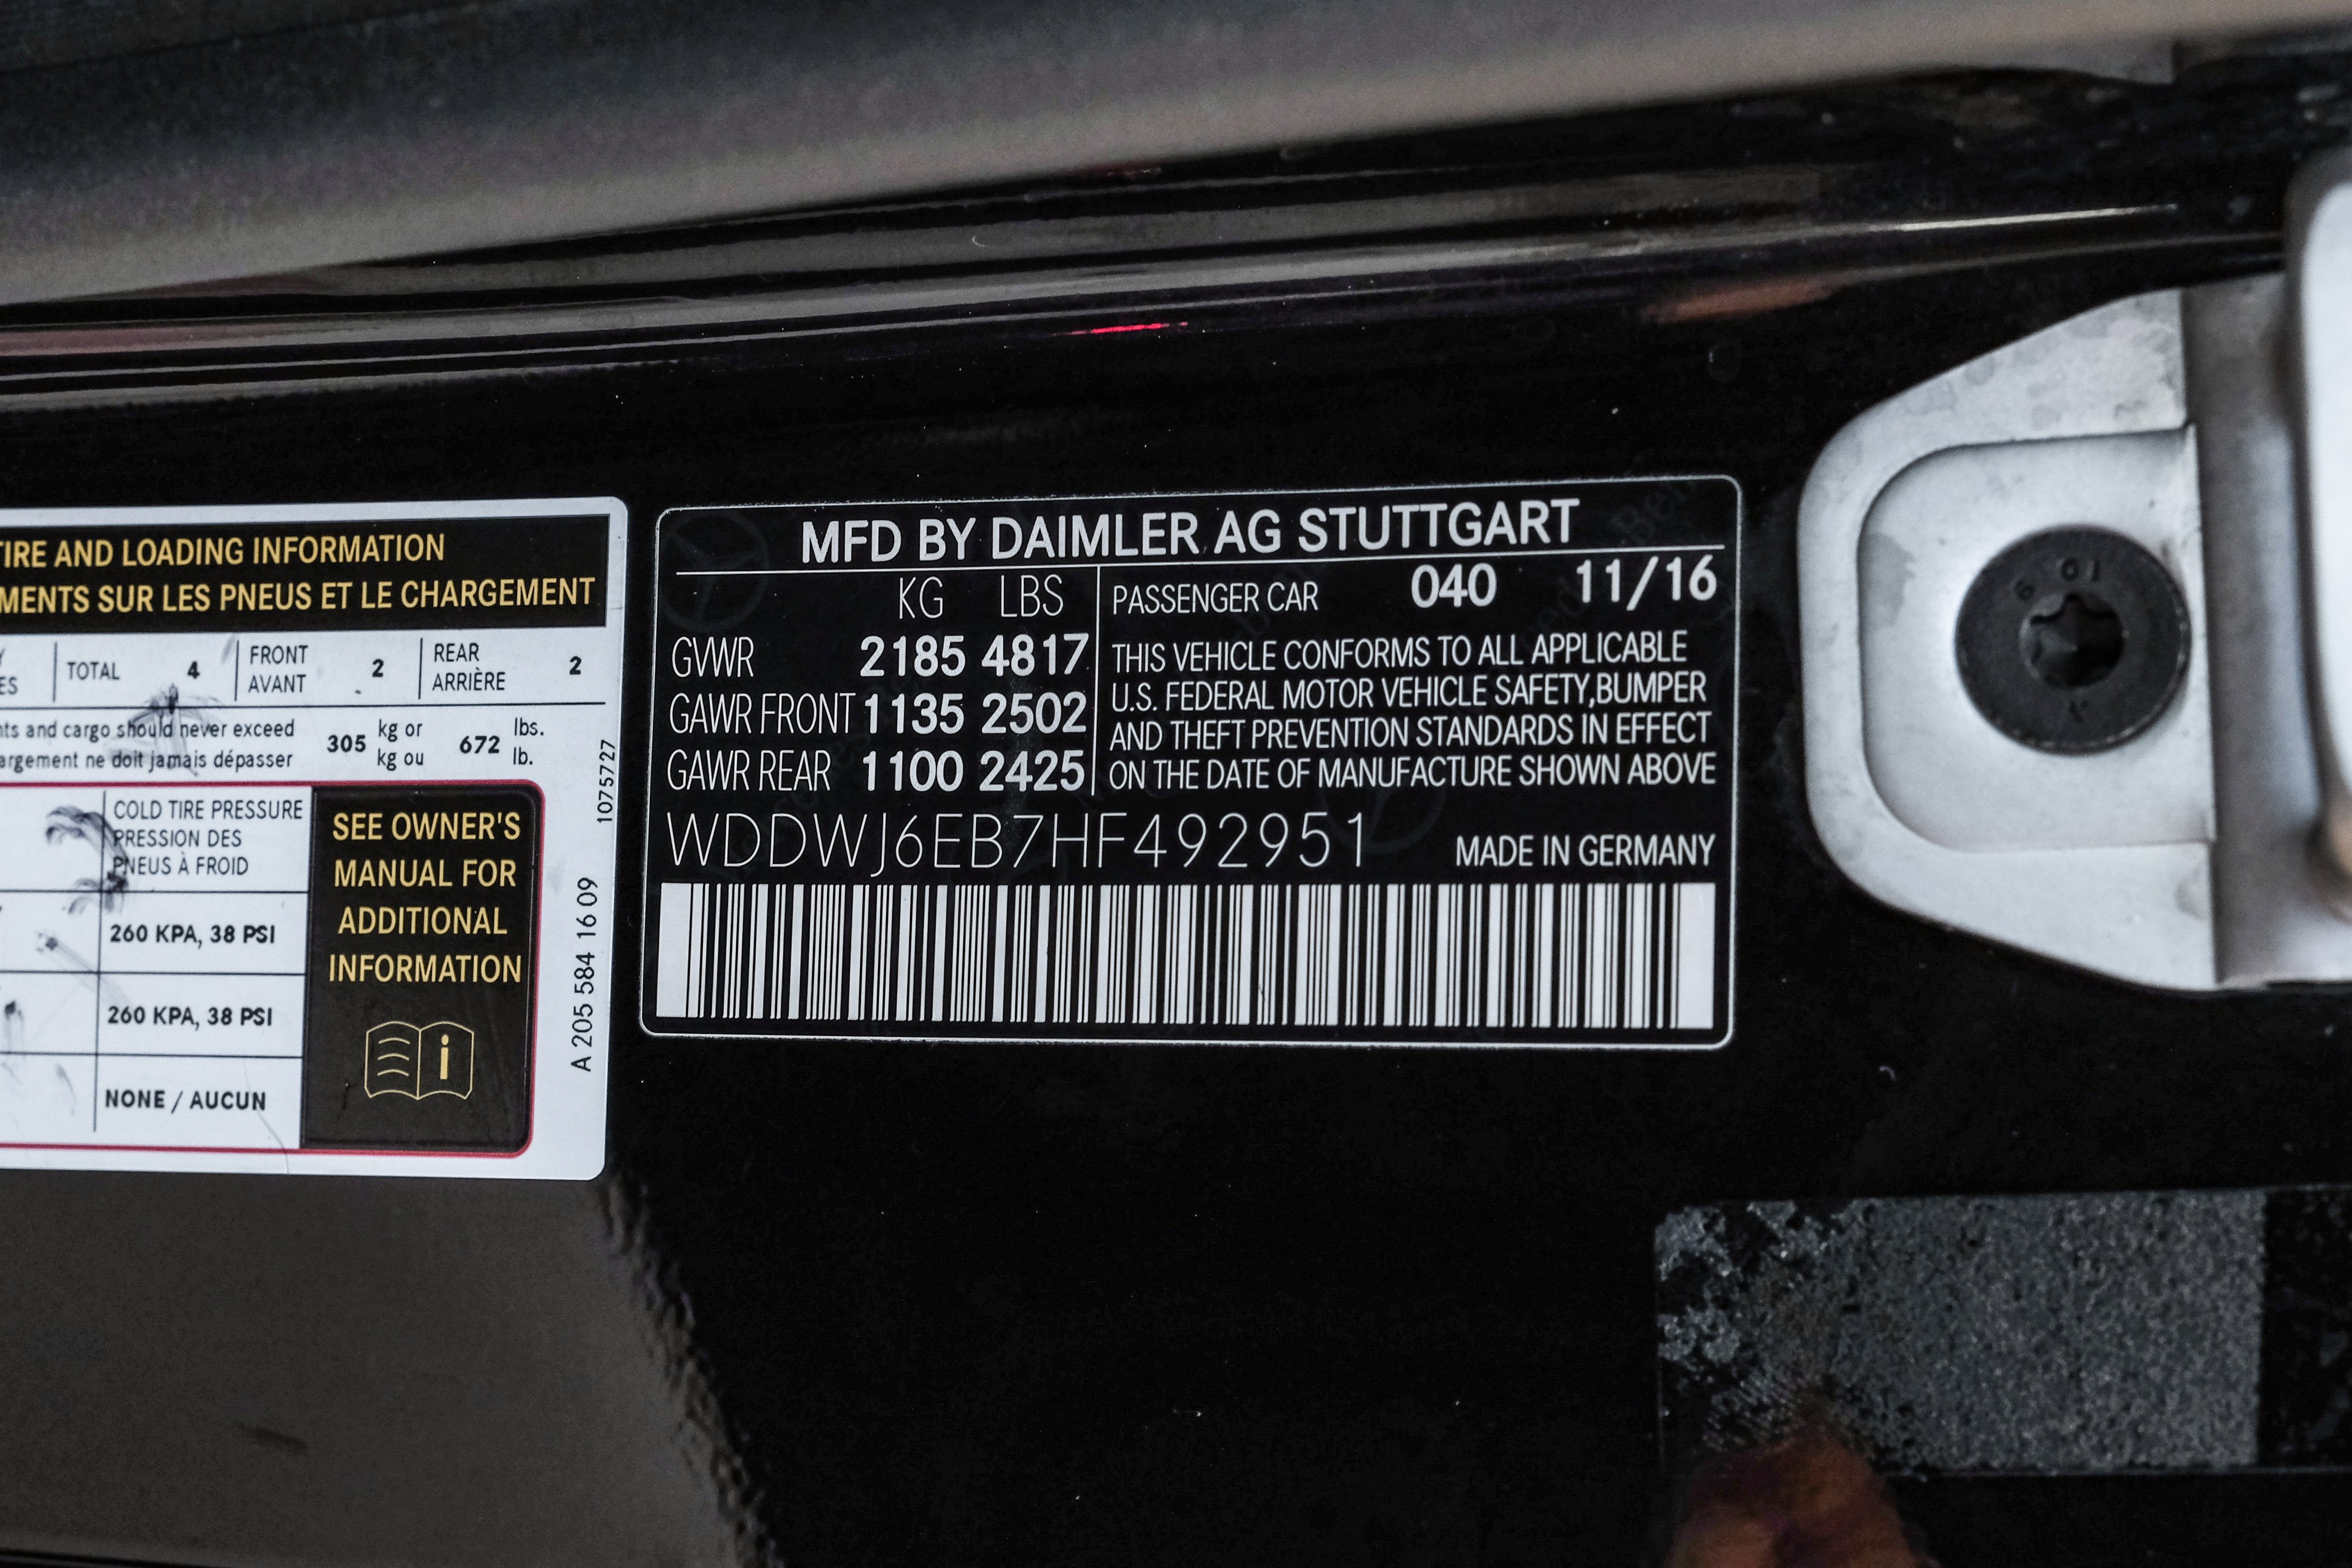 TIRE AND LOADING INFORMATION
SUR LES PNEUS ET LE CHARGEMENT
TOTAL 4 FRONT 2 REAR 2
AVANT ARRIÈRE
and cargo should never exceed 305 kg or 672 lbs.
ne doit jamais dépasser kg ou lb.
COLD TIRE PRESSURE
PRESSION DES
PNEUS À FROID
260 KPA, 38 PSI
260 KPA, 38 PSI
NONE / AUCUN
SEE OWNER'S
MANUAL FOR
ADDITIONAL
INFORMATION
i
1075727
A 205 584 16 09
MFD BY DAIMLER AG STUTTGART
KG LBS
GVWR 2185 4817
GAWR FRONT 1135 2502
GAWR REAR 1100 2425
PASSENGER CAR 040 11/16
THIS VEHICLE CONFORMS TO ALL APPLICABLE
U.S. FEDERAL MOTOR VEHICLE SAFETY,BUMPER
AND THEFT PREVENTION STANDARDS IN EFFECT
ON THE DATE OF MANUFACTURE SHOWN ABOVE
WDDWJ6EB7HF492951
MADE IN GERMANY